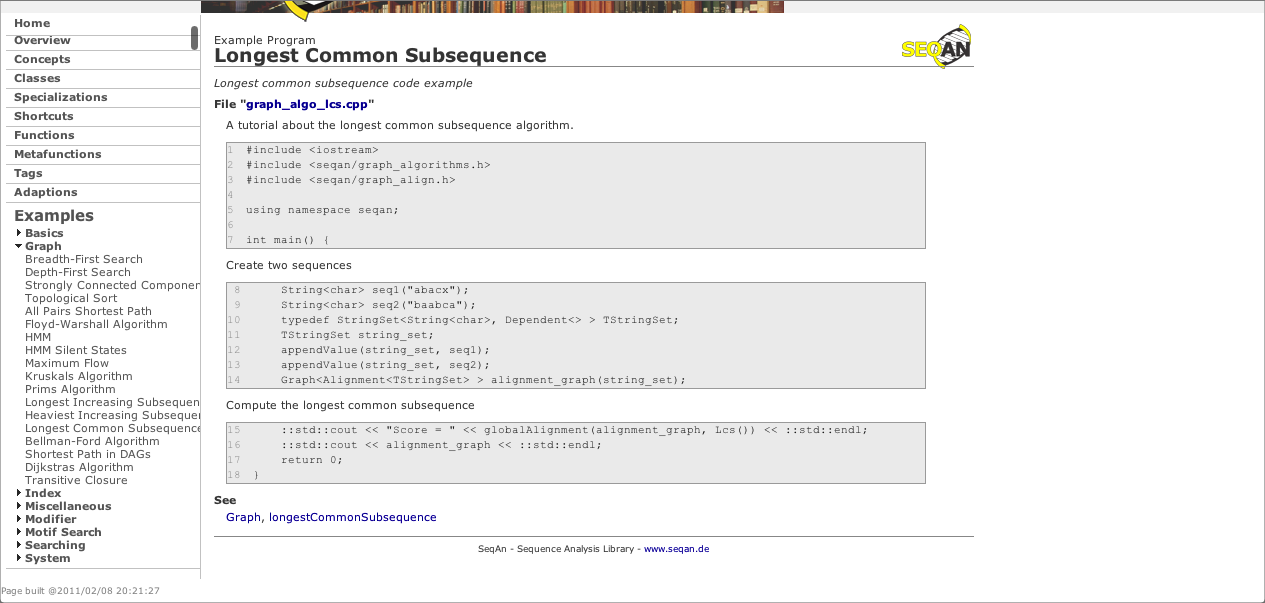 Home
Overview
Concepts
Classes
Specializations
Shortcuts
Functions
Metafunctions
Tags
Adaptions
Examples
Basics
Graph
Breadth-First Search
Depth-First Search
Strongly Connected Componen
Topological Sort
All Pairs Shortest Path
Floyd-Warshall Algorithm
HMM
HMM Silent States
Maximum Flow
Kruskals Algorithm
Prims Algorithm
Longest Increasing Subsequen
Heaviest Increasing Subseque
Longest Common Subsequence
Bellman-Ford Algorithm
Shortest Path in DAGs
Dijkstras Algorithm
Transitive Closure
Index
Miscellaneous
Modifier
Motif Search
Searching
System
Page built @2011/02/08 20:21:27
Example Program
Longest Common Subsequence
SEQAN
Longest common subsequence code example
File "graph_algo_lcs.cpp"
A tutorial about the longest common subsequence algorithm.
1 #include <iostream>
2 #include <seqan/graph_algorithms.h>
3 #include <seqan/graph_align.h>
4
5 using namespace seqan;
6
7 int main() {
Create two sequences
8 String<char> seq1("abacx");
9 String<char> seq2("baabca");
10 typedef StringSet<String<char>, Dependent<> > TStringSet;
11 TStringSet string_set;
12 appendValue(string_set, seq1);
13 appendValue(string_set, seq2);
14 Graph<Alignment<TStringSet> > alignment_graph(string_set);
Compute the longest common subsequence
15 ::std::cout << "Score = " << globalAlignment(alignment_graph, Lcs()) << ::std::endl;
16 ::std::cout << alignment_graph << ::std::endl;
17 return 0;
18 }
See
Graph, longestCommonSubsequence
SeqAn - Sequence Analysis Library - www.seqan.de